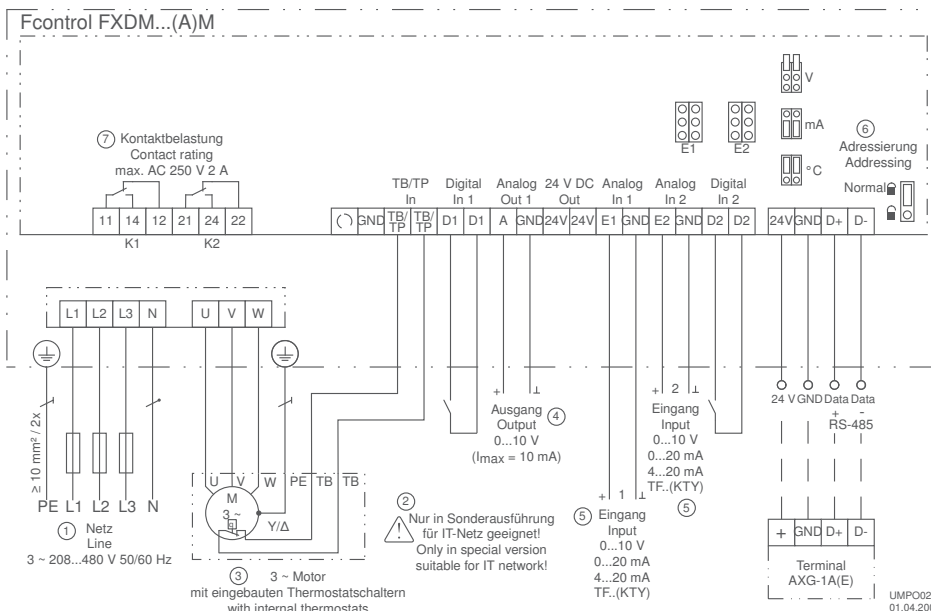 Fcontrol FXDM...(A)M
V
mA
°C
E1 E2
⑥
Adressierung
Addressing
Normal
⑦ Kontaktbelastung
Contact rating
max. AC 250 V 2 A
TB/TP Digital Analog 24 V DC Analog Analog Digital
In In 1 Out 1 Out In 1 In 2 In 2
11 14 12 21 24 22
K1 K2
GND TB/TP TB/TP D1 D1 A GND 24V 24V E1 GND E2 GND D2 D2 24V GND D+ D-
L1 L2 L3 N U V W
≥ 10 mm² / 2x
PE L1 L2 L3 N
① Netz
Line
3 ~ 208...480 V 50/60 Hz
U V W PE TB TB
M
3 ~
Y/Δ
③ 3 ~ Motor
mit eingebauten Thermostatschaltern
with internal thermostats
+ ⊥
Ausgang ④
Output
0...10 V
(Imax = 10 mA)
②
Nur in Sonderausführung
für IT-Netz geeignet!
Only in special version
suitable for IT network!
+ 1 ⊥
⑤ Eingang
Input
0...10 V
0...20 mA
4...20 mA
TF..(KTY)
+ 2 ⊥
Eingang
Input
0...10 V
0...20 mA
4...20 mA
TF..(KTY)
⑤
24 V GND Data Data
+ -
RS-485
+ GND D+ D-
Terminal
AXG-1A(E)